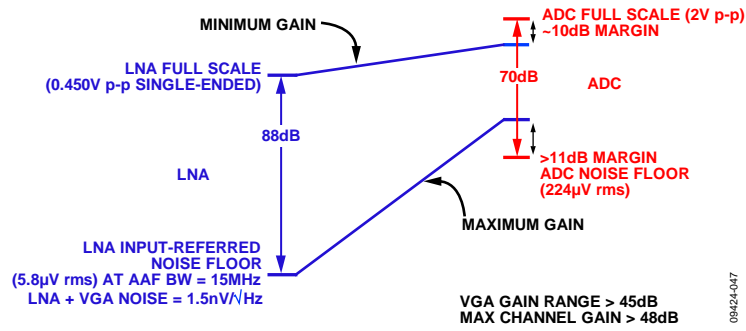 MINIMUM GAIN
ADC FULL SCALE (2V p-p)
~10dB MARGIN
LNA FULL SCALE
(0.450V p-p SINGLE-ENDED)
70dB
ADC
88dB
LNA
>11dB MARGIN
ADC NOISE FLOOR
(224µV rms)
MAXIMUM GAIN
LNA INPUT-REFERRED
NOISE FLOOR
(5.8µV rms) AT AAF BW = 15MHz
LNA + VGA NOISE = 1.5nV/√Hz
VGA GAIN RANGE > 45dB
MAX CHANNEL GAIN > 48dB
09424-047